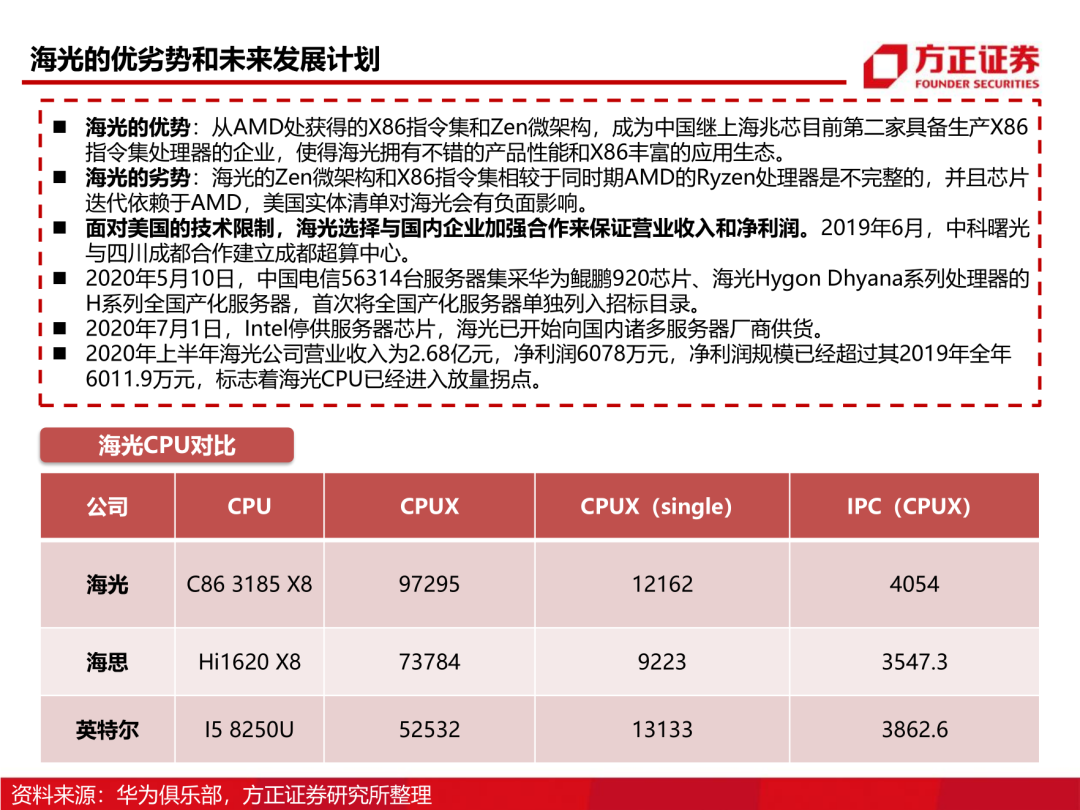 海光的优劣势和未来发展计划
方正证券
FOUNDER SECURITIES
■ 海光的优势：从AMD处获得的X86指令集和Zen微架构，成为中国继上海兆芯目前第二家具备生产X86
指令集处理器的企业，使得海光拥有不错的产品性能和X86丰富的应用生态。
■ 海光的劣势：海光的Zen微架构和X86指令集相较于同时期AMD的Ryzen处理器是不完整的，并且芯片
迭代依赖于AMD，美国实体清单对海光会有负面影响。
■ 面对美国的技术限制，海光选择与国内企业加强合作来保证营业收入和净利润。2019年6月，中科曙光
与四川成都合作建立成都超算中心。
■ 2020年5月10日，中国电信56314台服务器集采华为鲲鹏920芯片、海光Hygon Dhyana系列处理器的
H系列全国产化服务器，首次将全国产化服务器单独列入招标目录。
■ 2020年7月1日，Intel停供服务器芯片，海光已开始向国内诸多服务器厂商供货。
■ 2020年上半年海光公司营业收入为2.68亿元，净利润6078万元，净利润规模已经超过其2019年全年
6011.9万元，标志着海光CPU已经进入放量拐点。
海光CPU对比
公司 CPU CPUX CPUX（single） IPC（CPUX）
海光 C86 3185 X8 97295 12162 4054
海思 Hi1620 X8 73784 9223 3547.3
英特尔 I5 8250U 52532 13133 3862.6
资料来源：华为俱乐部，方正证券研究所整理